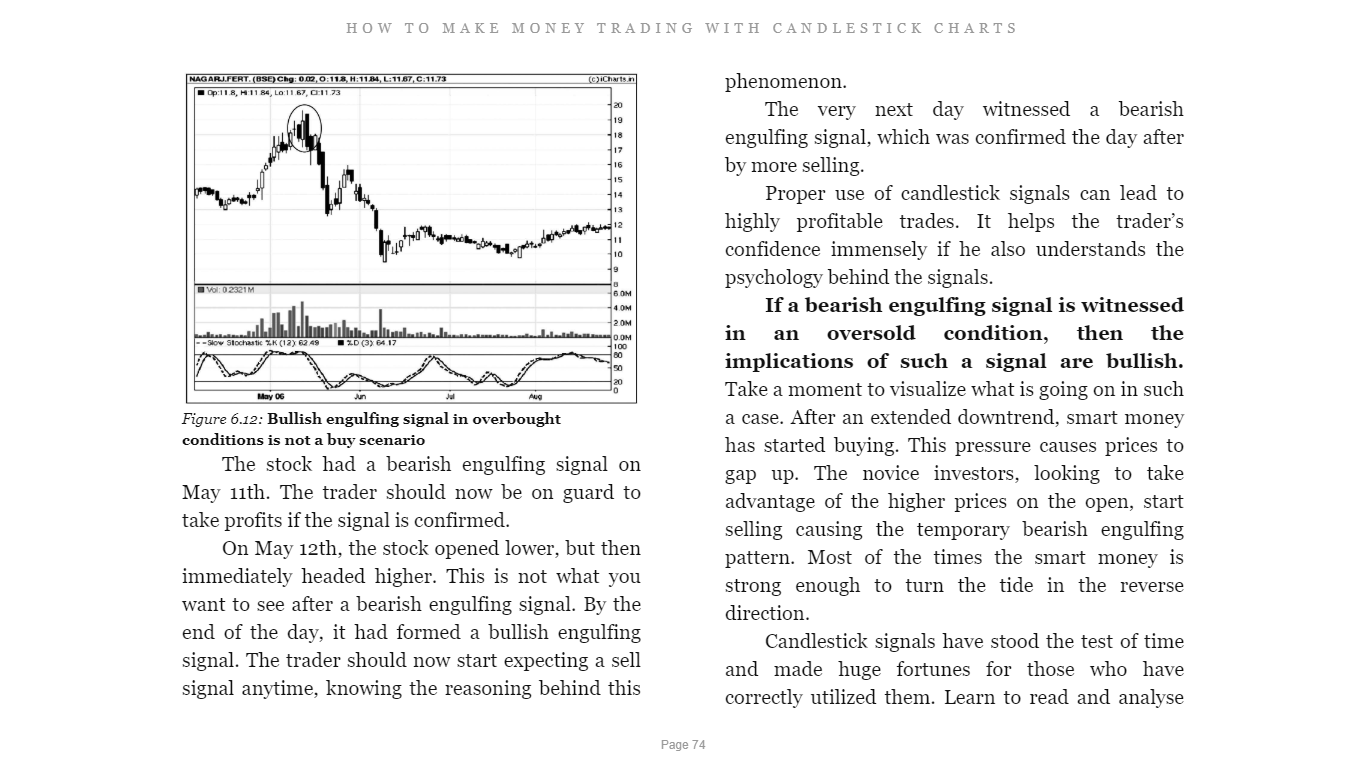 HOW TO MAKE MONEY TRADING WITH CANDLESTICK CHARTS
NAGARJ.FERT. (BSE) Chg: 0.02, O:11.8, H:11.84, L:11.67, C:11.73 (c)iCharts.in
Op:11.8, Hi:11.84, Lo:11.67, Cl:11.73
20
19
18
17
16
15
14
13
12
11
10
9
8
Vol: 0.2321M
6.0M
4.0M
2.0M
0.0M
Slow Stochastic %K (12): 62.49 %D (3): 64.17
100
80
50
20
0
May 06 Jun Jul Aug
Figure 6.12: Bullish engulfing signal in overbought
conditions is not a buy scenario
The stock had a bearish engulfing signal on
May 11th. The trader should now be on guard to
take profits if the signal is confirmed.
On May 12th, the stock opened lower, but then
immediately headed higher. This is not what you
want to see after a bearish engulfing signal. By the
end of the day, it had formed a bullish engulfing
signal. The trader should now start expecting a sell
signal anytime, knowing the reasoning behind this
phenomenon.
The very next day witnessed a bearish
engulfing signal, which was confirmed the day after
by more selling.
Proper use of candlestick signals can lead to
highly profitable trades. It helps the trader’s
confidence immensely if he also understands the
psychology behind the signals.
If a bearish engulfing signal is witnessed
in an oversold condition, then the
implications of such a signal are bullish.
Take a moment to visualize what is going on in such
a case. After an extended downtrend, smart money
has started buying. This pressure causes prices to
gap up. The novice investors, looking to take
advantage of the higher prices on the open, start
selling causing the temporary bearish engulfing
pattern. Most of the times the smart money is
strong enough to turn the tide in the reverse
direction.
Candlestick signals have stood the test of time
and made huge fortunes for those who have
correctly utilized them. Learn to read and analyse
Page 74